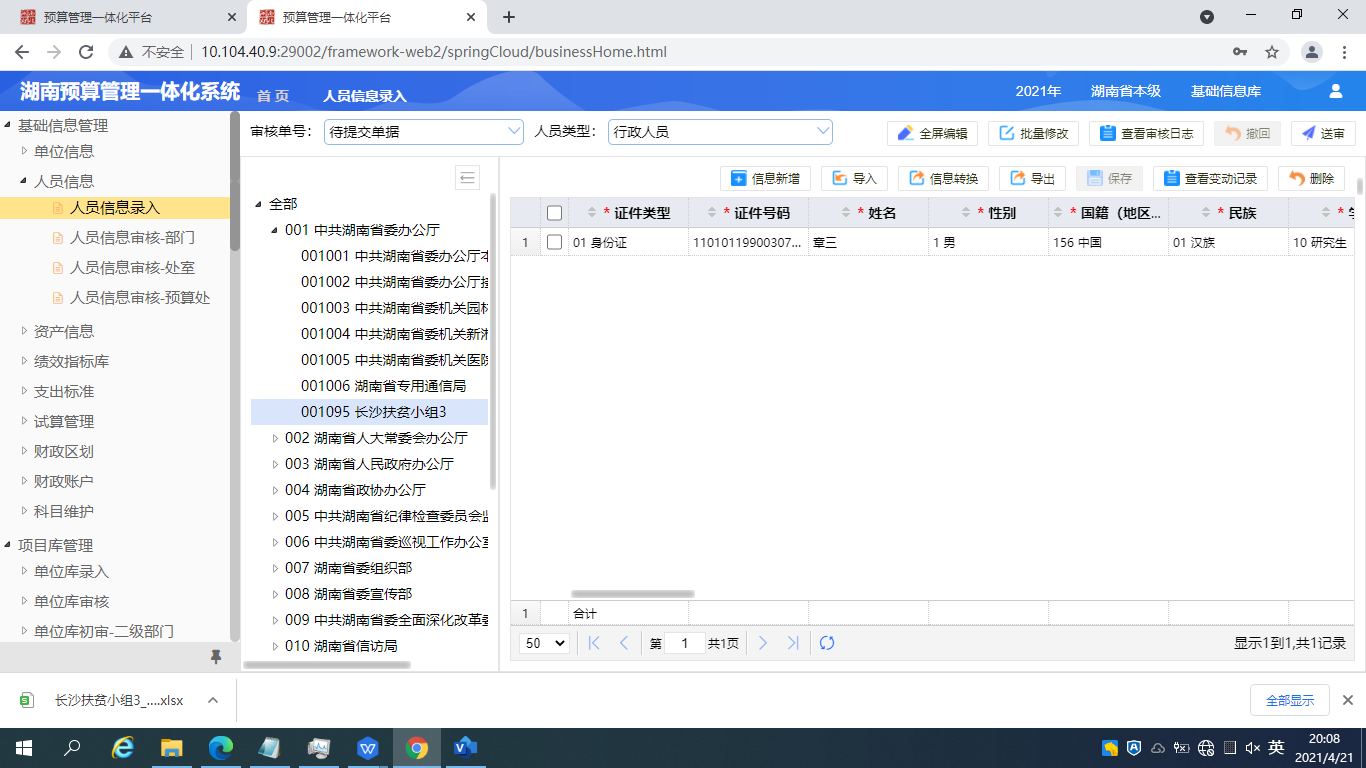 预算管理一体化平台
预算管理一体化平台
不安全 10.104.40.9:29002/framework-web2/springCloud/businessHome.html
湖南预算管理一体化系统 首页 人员信息录入 2021年 湖南省本级 基础信息库
基础信息管理
单位信息
人员信息
人员信息录入
人员信息审核-部门
人员信息审核-处室
人员信息审核-预算处
资产信息
绩效指标库
支出标准
试算管理
财政区划
财政账户
科目维护
项目库管理
单位库录入
单位库审核
单位库初审-二级部门
审核单号： 待提交单据 人员类型： 行政人员 全屏编辑 批量修改 查看审核日志 撤回 送审
全部
001 中共湖南省委办公厅
001001 中共湖南省委办公厅本
001002 中共湖南省委办公厅接
001003 中共湖南省委机关园林
001004 中共湖南省委机关新湘
001005 中共湖南省委机关医院
001006 湖南省专用通信局
001095 长沙扶贫小组3
002 湖南省人大常委会办公厅
003 湖南省人民政府办公厅
004 湖南省政协办公厅
005 中共湖南省纪律检查委员会监
006 中共湖南省委巡视工作办公室
007 湖南省委组织部
008 湖南省委宣传部
009 中共湖南省委全面深化改革委
010 湖南省信访局
信息新增 导入 信息转换 导出 保存 查看变动记录 删除
* 证件类型 * 证件号码 * 姓名 * 性别 * 国籍（地区... * 民族 * 学
1 01 身份证 11010119900307... 章三 1 男 156 中国 01 汉族 10 研究生
1 合计
50 第 1 共1页 显示1到1,共1记录
长沙扶贫小组3_....xlsx 全部显示
英 20:08
2021/4/21